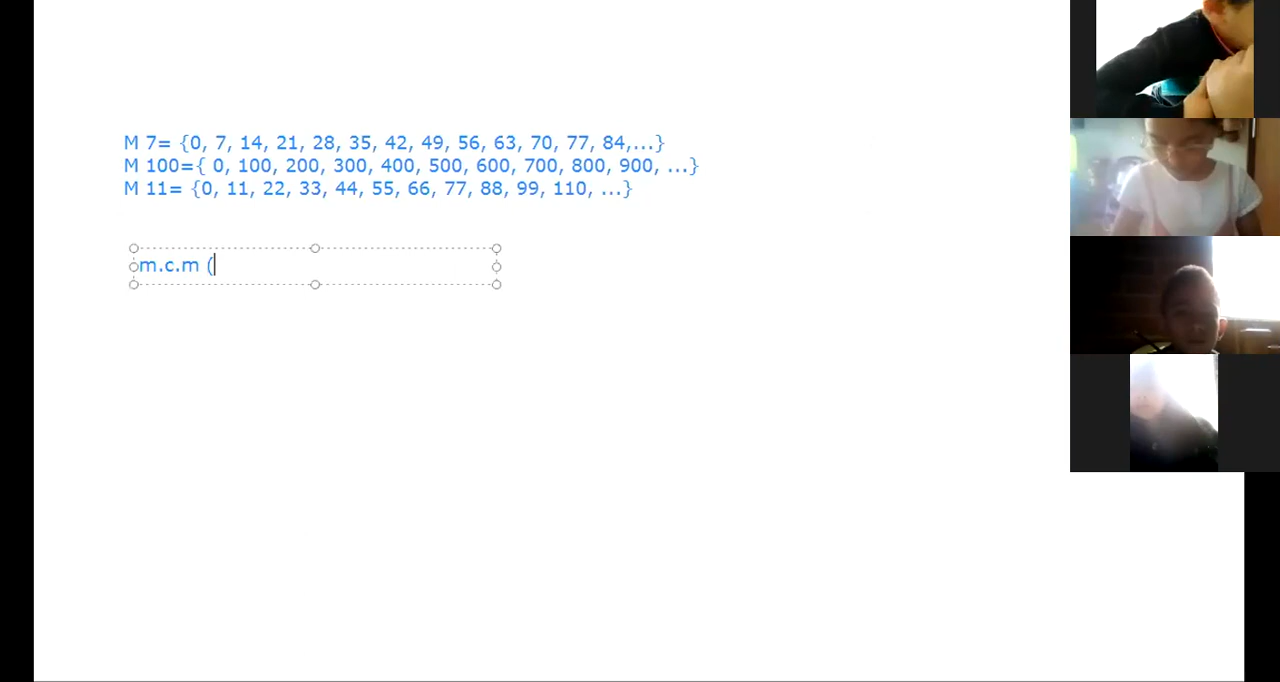 M 7= {0, 7, 14, 21, 28, 35, 42, 49, 56, 63, 70, 77, 84,...}
M 100={ 0, 100, 200, 300, 400, 500, 600, 700, 800, 900, ...}
M 11= {0, 11, 22, 33, 44, 55, 66, 77, 88, 99, 110, ...}
m.c.m (